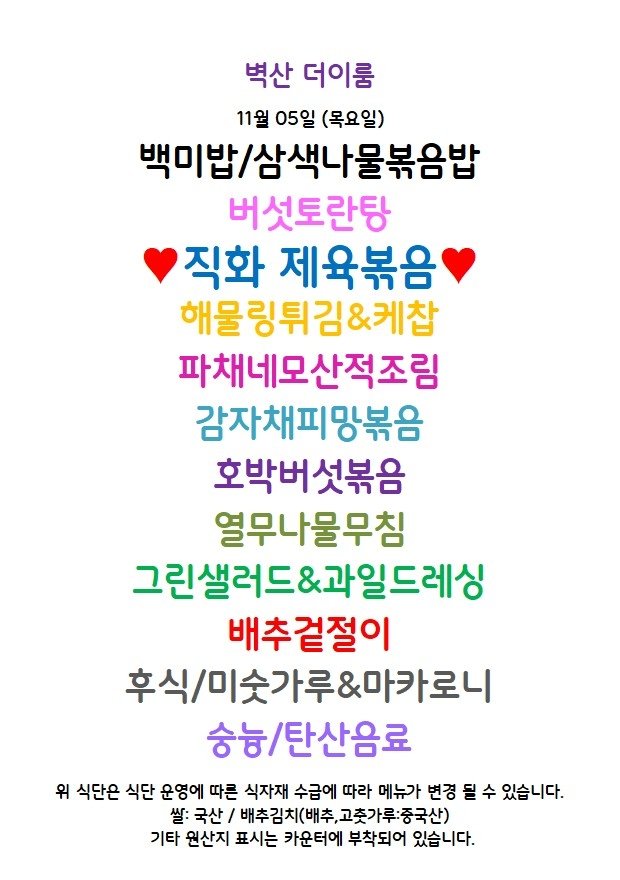 벽산 더이룸
11월 05일 (목요일)
백미밥/삼색나물볶음밥
버섯토란탕
♥직화 제육볶음♥
해물링튀김&케찹
파채네모산적조림
감자채피망볶음
호박버섯볶음
열무나물무침
그린샐러드&과일드레싱
배추겉절이
후식/미숫가루&마카로니
숭늉/탄산음료
위 식단은 식단 운영에 따른 식자재 수급에 따라 메뉴가 변경 될 수 있습니다.
쌀: 국산 / 배추김치(배추,고춧가루:중국산)
기타 원산지 표시는 카운터에 부착되어 있습니다.